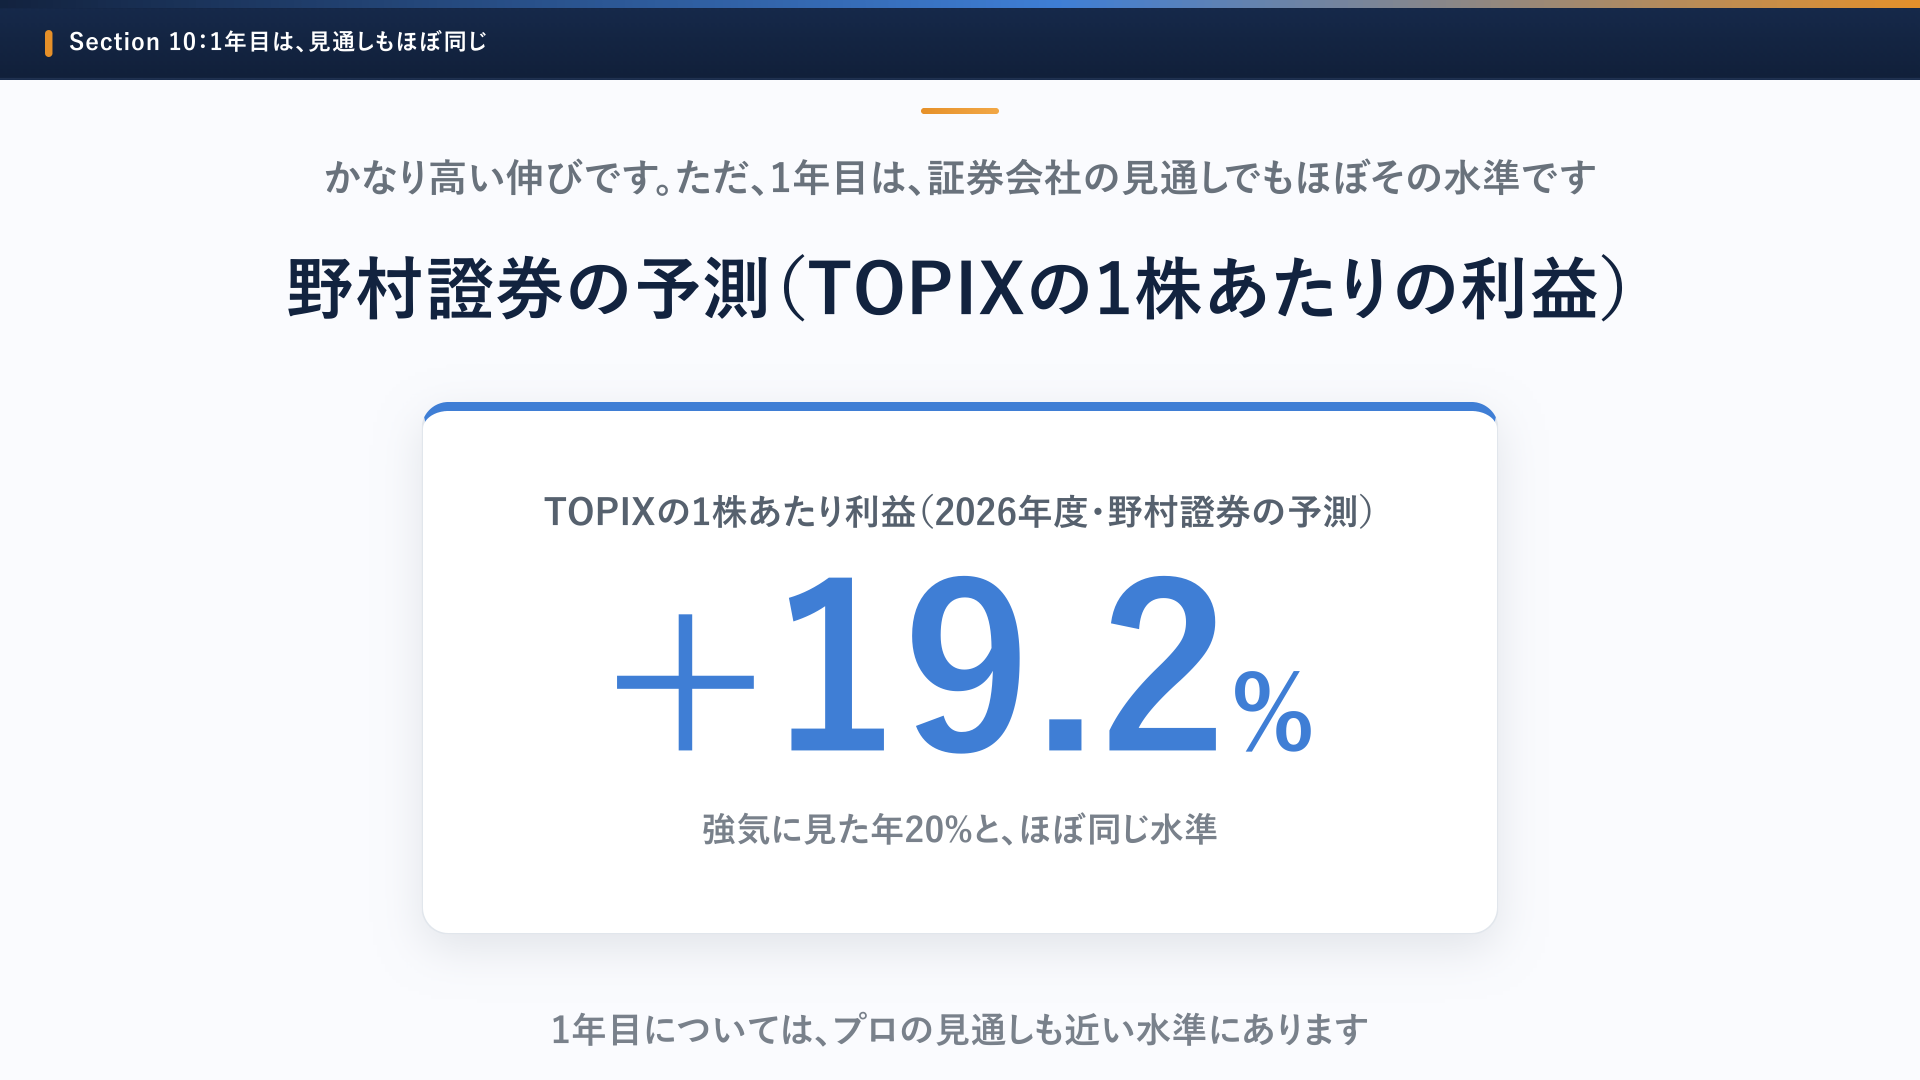 Section 10：1年目は、見通しもほぼ同じ
かなり高い伸びです。ただ、1年目は、証券会社の見通しでもほぼその水準です
野村證券の予測（TOPIXの1株あたりの利益）
TOPIXの1株あたり利益（2026年度・野村證券の予測）
＋19.2%
強気に見た年20%と、ほぼ同じ水準
1年目については、プロの見通しも近い水準にあります